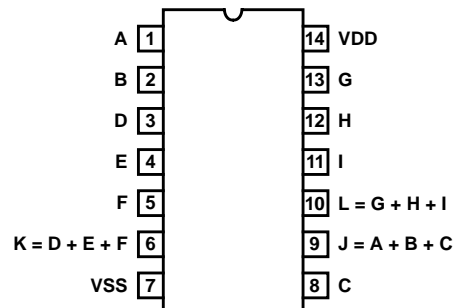 A 1
B 2
D 3
E 4
F 5
K = D + E + F 6
VSS 7
14 VDD
13 G
12 H
11 I
10 L = G + H + I
9 J = A + B + C
8 C